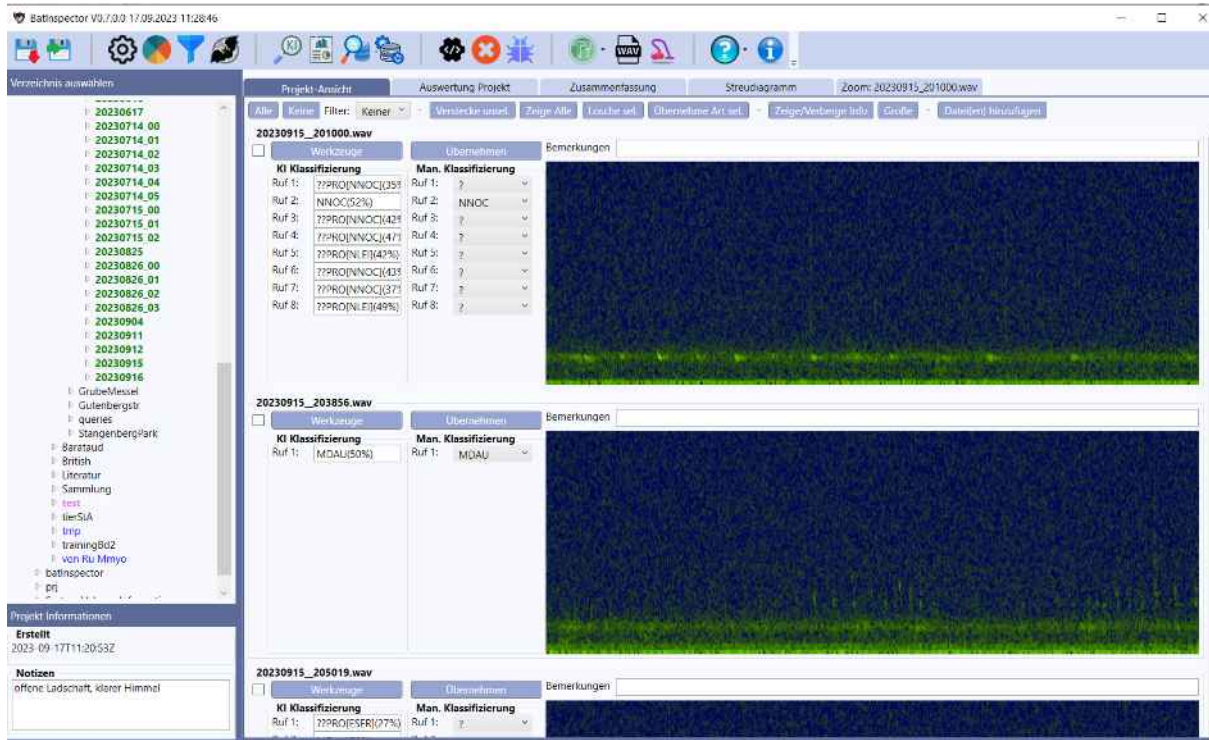 BatInspector V0.7.0.0 17.09.2023 11:28:46
KI
WAV
Verzeichnis auswählen
20230617
20230714_00
20230714_01
20230714_02
20230714_03
20230714_04
20230714_05
20230715_00
20230715_01
20230715_02
20230825
20230826_00
20230826_01
20230826_02
20230826_03
20230904
20230911
20230912
20230915
20230916
GrubeMessel
Gutenbergstr
queries
StangenbergPark
Barataud
British
Literatur
Sammlung
test
tierStA
tmp
trainingBd2
von Ru Mmyo
batInspector
prj
Projekt Informationen
Erstellt
2023-09-17T11:20:53Z
Notizen
offene Ladschaft, klarer Himmel
Projekt-Ansicht Auswertung Projekt Zusammenfassung Streudiagramm Zoom: 20230915_201000.wav
Alle Keine Filter: Keiner Verstecke unsel. Zeige Alle Lösche sel. Übernehme Art sel. Zeige/Verberge Info Größe Datei(en) hinzufügen
20230915__201000.wav
Werkzeuge Übernehmen Bemerkungen
KI Klassifizierung Man. Klassifizierung
Ruf 1: ??PRO[NNOC](35% Ruf 1: ?
Ruf 2: NNOC(52%) Ruf 2: NNOC
Ruf 3: ??PRO[NNOC](42% Ruf 3: ?
Ruf 4: ??PRO[NNOC](47% Ruf 4: ?
Ruf 5: ??PRO[NLEI](42%) Ruf 5: ?
Ruf 6: ??PRO[NNOC](43% Ruf 6: ?
Ruf 7: ??PRO[NNOC](37% Ruf 7: ?
Ruf 8: ??PRO[NLEI](49%) Ruf 8: ?
20230915__203856.wav
Werkzeuge Übernehmen Bemerkungen
KI Klassifizierung Man. Klassifizierung
Ruf 1: MDAU(50%) Ruf 1: MDAU
20230915__205019.wav
Werkzeuge Übernehmen Bemerkungen
KI Klassifizierung Man. Klassifizierung
Ruf 1: ??PRO[ESER](27%) Ruf 1: ?